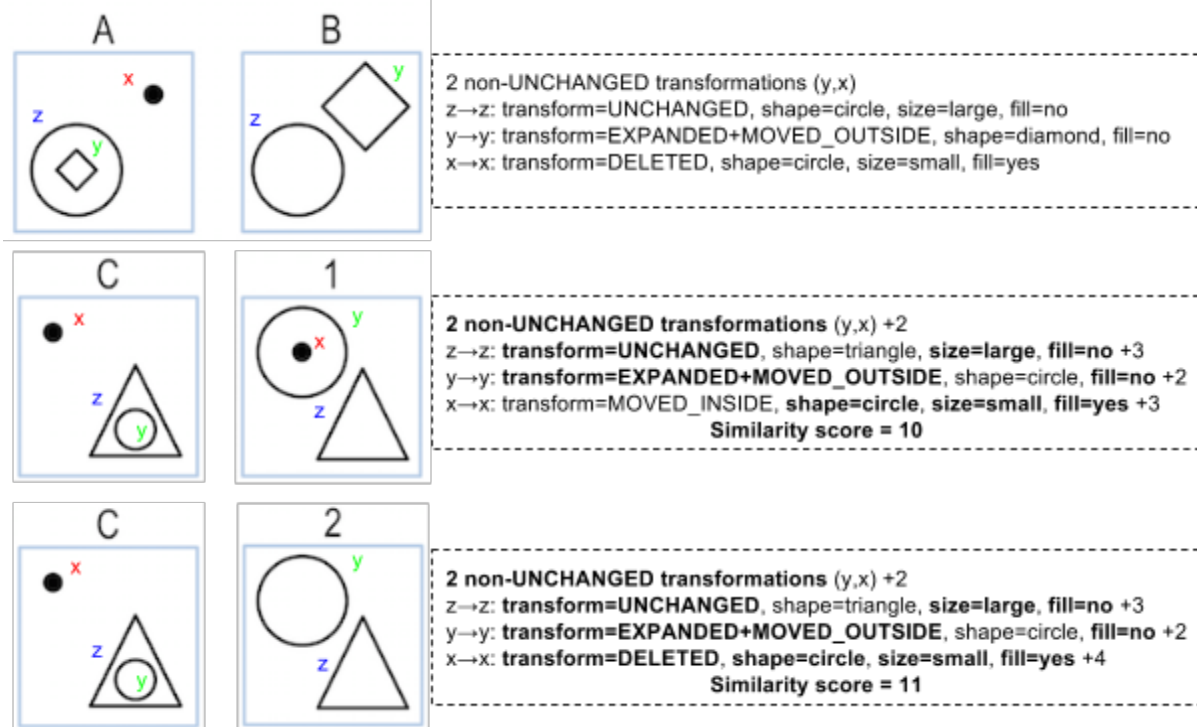 A B
x
y
z
z
y
2 non-UNCHANGED transformations (y,x)
z→z: transform=UNCHANGED, shape=circle, size=large, fill=no
y→y: transform=EXPANDED+MOVED_OUTSIDE, shape=diamond, fill=no
x→x: transform=DELETED, shape=circle, size=small, fill=yes
C 1
x
y
x
z
z
y
2 non-UNCHANGED transformations (y,x) +2
z→z: transform=UNCHANGED, shape=triangle, size=large, fill=no +3
y→y: transform=EXPANDED+MOVED_OUTSIDE, shape=circle, fill=no +2
x→x: transform=MOVED_INSIDE, shape=circle, size=small, fill=yes +3
Similarity score = 10
C 2
x
y
z
z
y
2 non-UNCHANGED transformations (y,x) +2
z→z: transform=UNCHANGED, shape=triangle, size=large, fill=no +3
y→y: transform=EXPANDED+MOVED_OUTSIDE, shape=circle, fill=no +2
x→x: transform=DELETED, shape=circle, size=small, fill=yes +4
Similarity score = 11